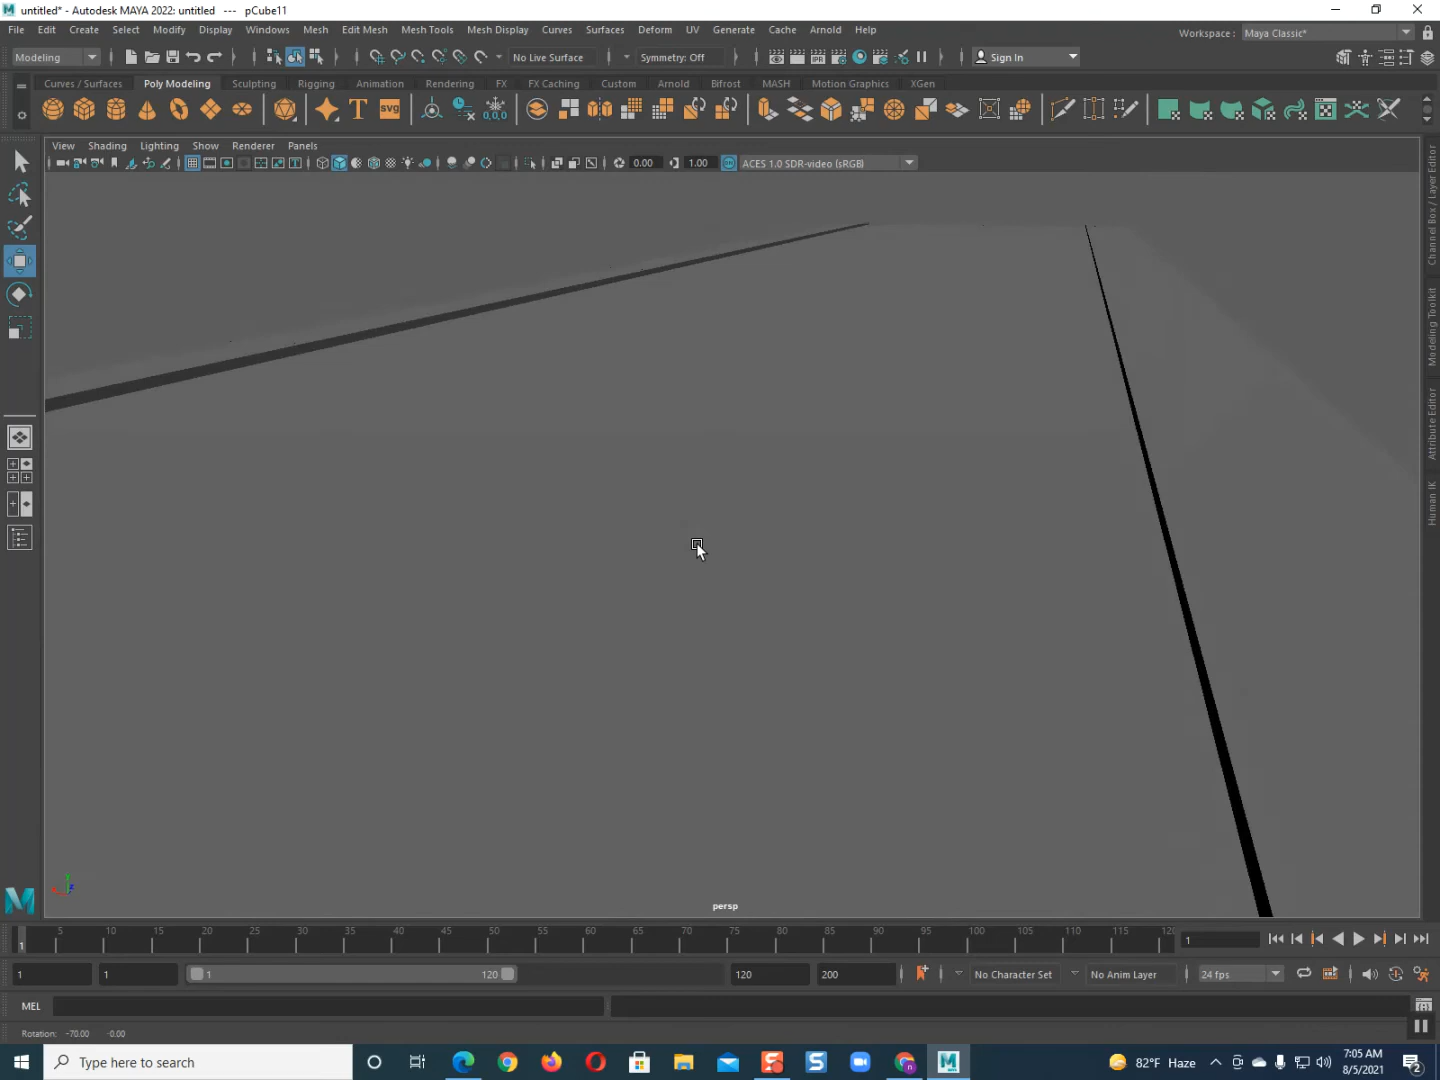 untitled* - Autodesk MAYA 2022: untitled --- pCube11
File Edit Create Select Modify Display Windows Mesh Edit Mesh Mesh Tools Mesh Display Curves Surfaces Deform UV Generate Cache Arnold Help
Workspace : Maya Classic*
Modeling No Live Surface Symmetry: Off Sign In
Curves / Surfaces Poly Modeling Sculpting Rigging Animation Rendering FX FX Caching Custom Arnold Bifrost MASH Motion Graphics XGen
T SVG 0,0,0
View Shading Lighting Show Renderer Panels
0.00 1.00 ACES 1.0 SDR-video (sRGB)
Channel Box / Layer Editor
Modeling Toolkit
Attribute Editor
Human IK
persp
1 5 10 15 20 25 30 35 40 45 50 55 60 65 70 75 80 85 90 95 100 105 110 115 12 1
1 1 1 120 120 200 No Character Set No Anim Layer 24 fps
MEL
Rotation: -70.00 -0.00
Type here to search
82°F Haze
7:05 AM
8/5/2021
2